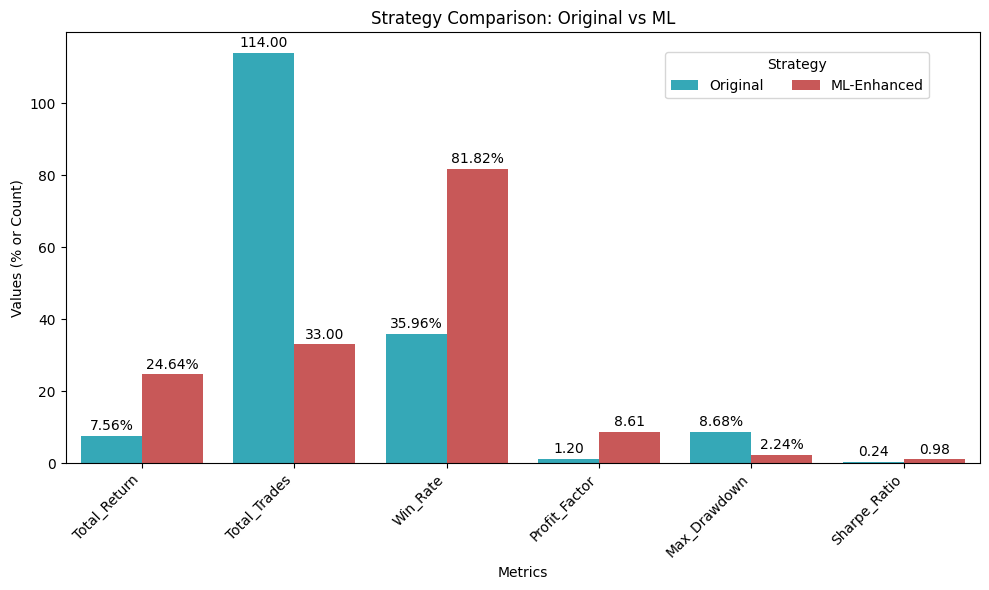 Strategy Comparison: Original vs ML
Strategy
Original
ML-Enhanced
Values (% or Count)
100
80
60
40
20
0
7.56%
24.64%
114.00
33.00
35.96%
81.82%
1.20
8.61
8.68%
2.24%
0.24
0.98
Total_Return
Total_Trades
Win_Rate
Profit_Factor
Max_Drawdown
Sharpe_Ratio
Metrics